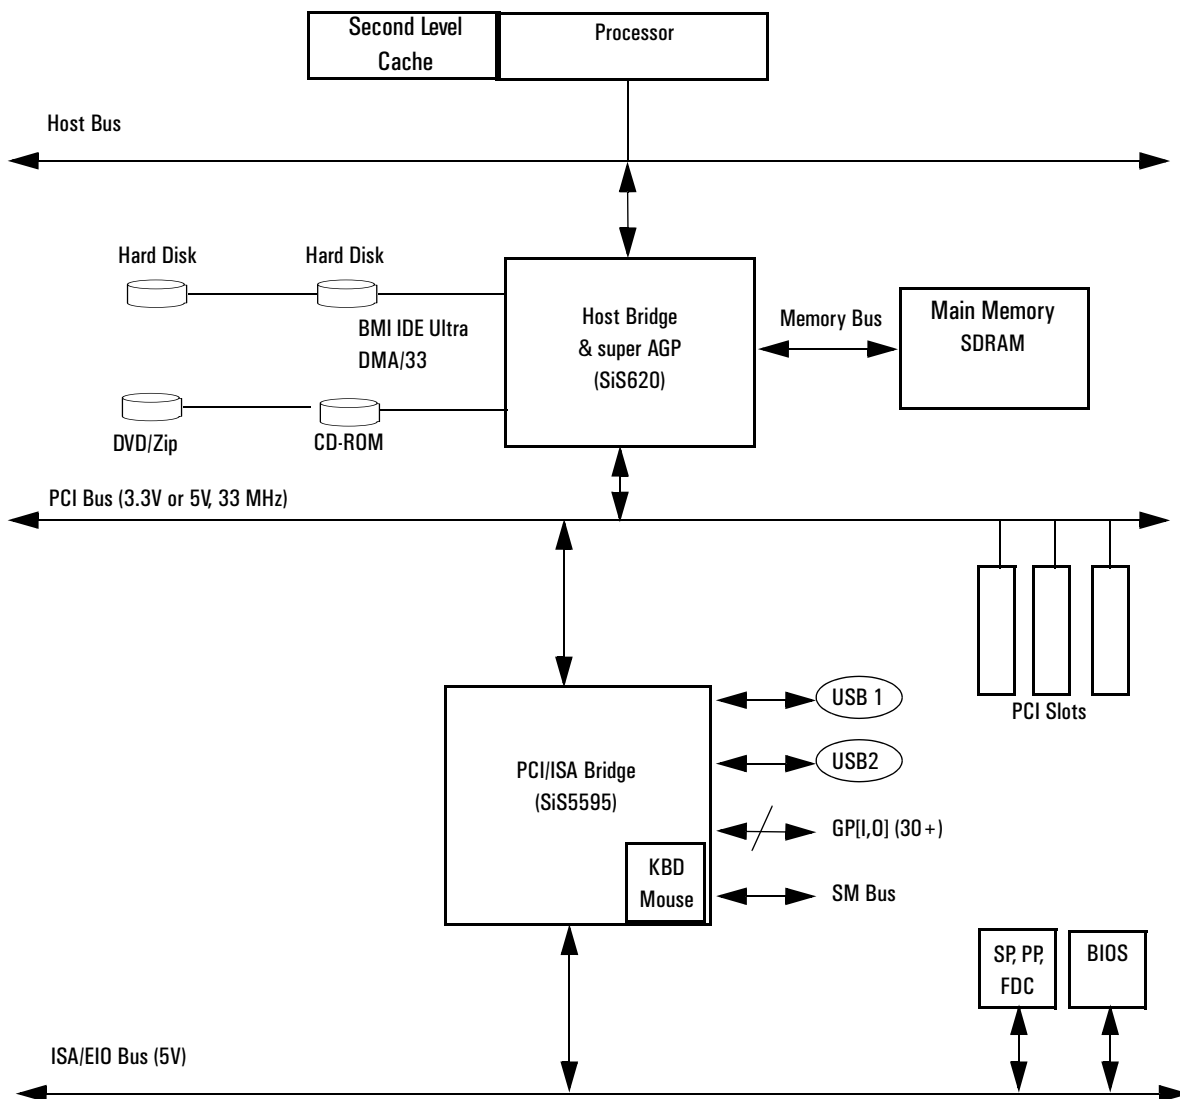 Second Level
Cache
Processor
Host Bus
Hard Disk
Hard Disk
BMI IDE Ultra
DMA/33
Host Bridge
& super AGP
(SiS620)
Memory Bus
Main Memory
SDRAM
DVD/Zip
CD-ROM
PCI Bus (3.3V or 5V, 33 MHz)
PCI Slots
PCI/ISA Bridge
(SiS5595)
USB 1
USB2
GP[I,O] (30+)
KBD
Mouse
SM Bus
SP, PP,
FDC
BIOS
ISA/EIO Bus (5V)